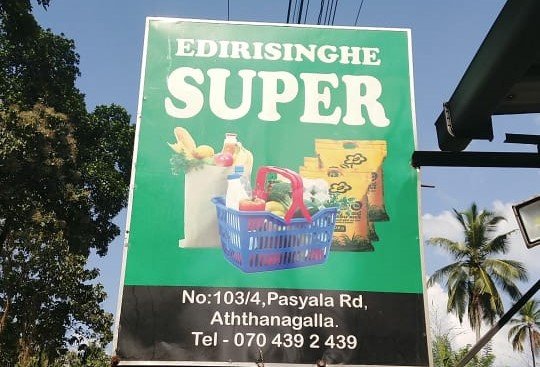 EDIRISINGHE
SUPER
No:103/4,Pasyala Rd,
Aththanagalla.
Tel - 070 439 2 439